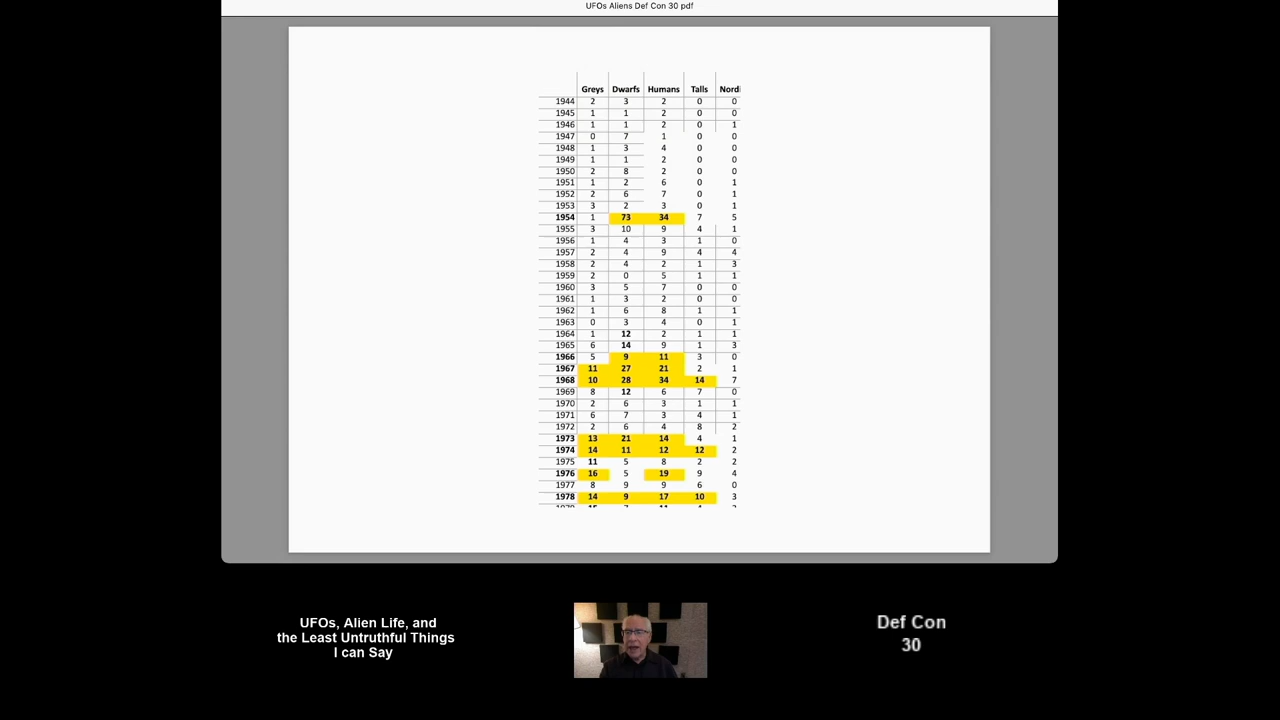 UFOs Aliens Def Con 30 pdf
Greys Dwarfs Humans Talls Nordi
1944 2 3 2 0 0
1945 1 1 2 0 0
1946 1 1 2 0 1
1947 0 7 1 0 0
1948 1 3 4 0 0
1949 1 1 2 0 0
1950 2 8 2 0 0
1951 1 2 6 0 1
1952 2 6 7 0 1
1953 3 2 3 0 1
1954 1 73 34 7 5
1955 3 10 9 4 1
1956 1 4 3 1 0
1957 2 4 9 4 4
1958 2 4 2 1 3
1959 2 0 5 1 1
1960 3 5 7 0 0
1961 1 3 2 0 0
1962 1 6 8 1 1
1963 0 3 4 0 1
1964 1 12 2 1 1
1965 6 14 9 1 3
1966 5 9 11 3 0
1967 11 27 21 2 1
1968 10 28 34 14 7
1969 8 12 6 7 0
1970 2 6 3 1 1
1971 6 7 3 4 1
1972 2 6 4 8 2
1973 13 21 14 4 1
1974 14 11 12 12 2
1975 11 5 8 2 2
1976 16 5 19 9 4
1977 8 9 9 6 0
1978 14 9 17 10 3
UFOs, Alien Life, and
the Least Untruthful Things
I can Say
Def Con
30